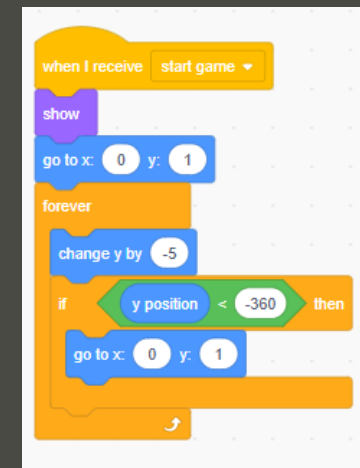 when I receive start game
show
go to x: 0 y: 1
forever
change y by -5
if y position < -360 then
go to x: 0 y: 1